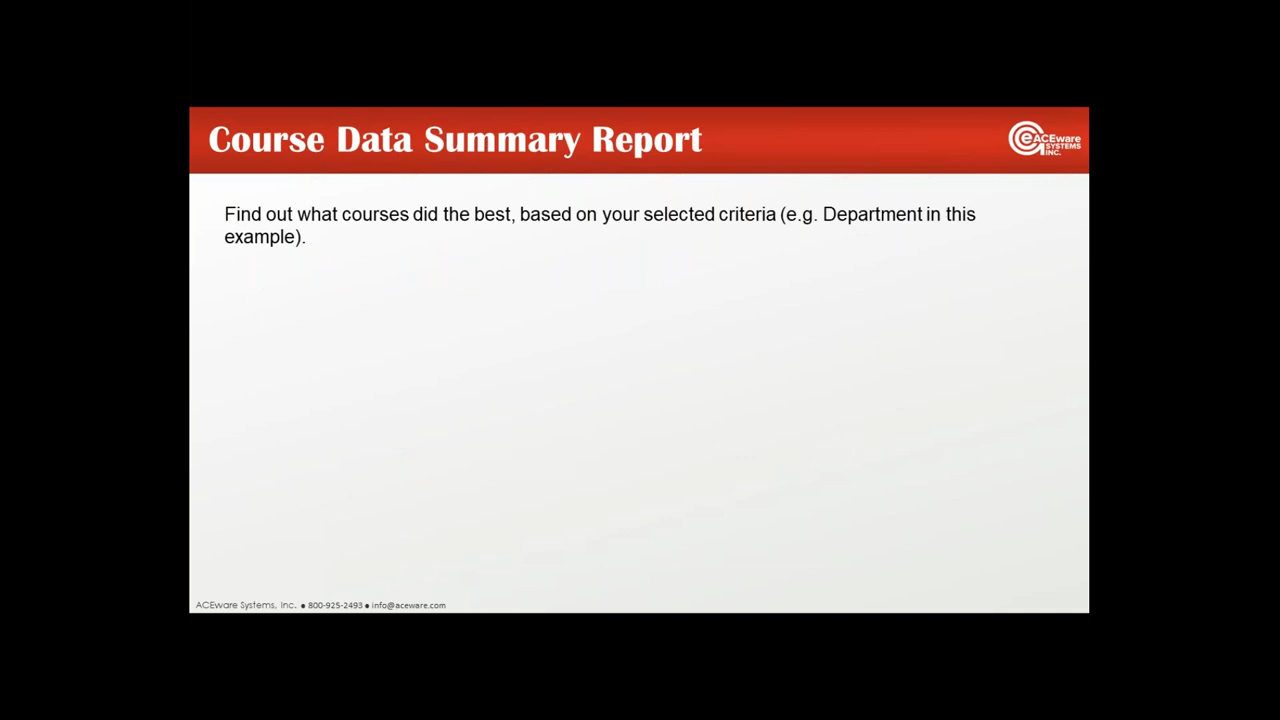 Course Data Summary Report
eACEware
SYSTEMS
INC.
Find out what courses did the best, based on your selected criteria (e.g. Department in this
example).
ACEware Systems, Inc. ● 800-925-2493 ● info@aceware.com